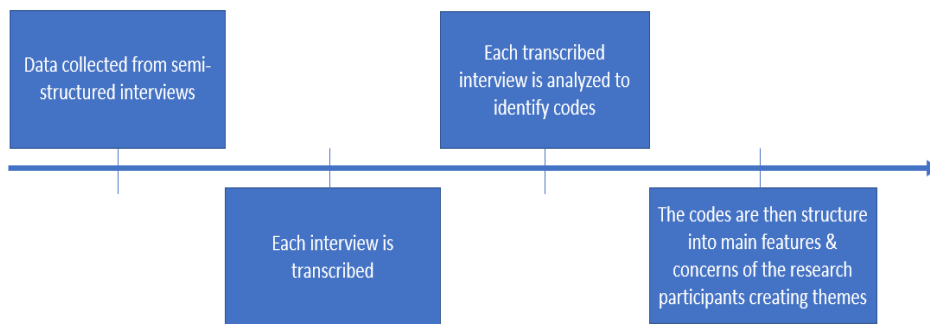 Data collected from semi-
structured interviews
Each interview is
transcribed
Each transcribed
interview is analyzed to
identify codes
The codes are then structure
into main features &
concerns of the research
participants creating themes